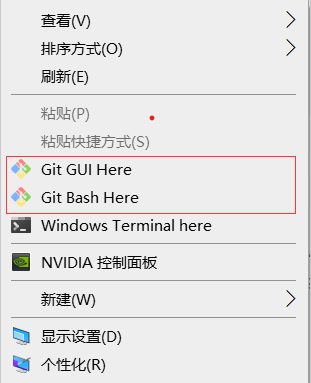 查看(V)
排序方式(O)
刷新(E)
粘贴(P)
粘贴快捷方式(S)
Git GUI Here
Git Bash Here
Windows Terminal here
NVIDIA 控制面板
新建(W)
显示设置(D)
个性化(R)